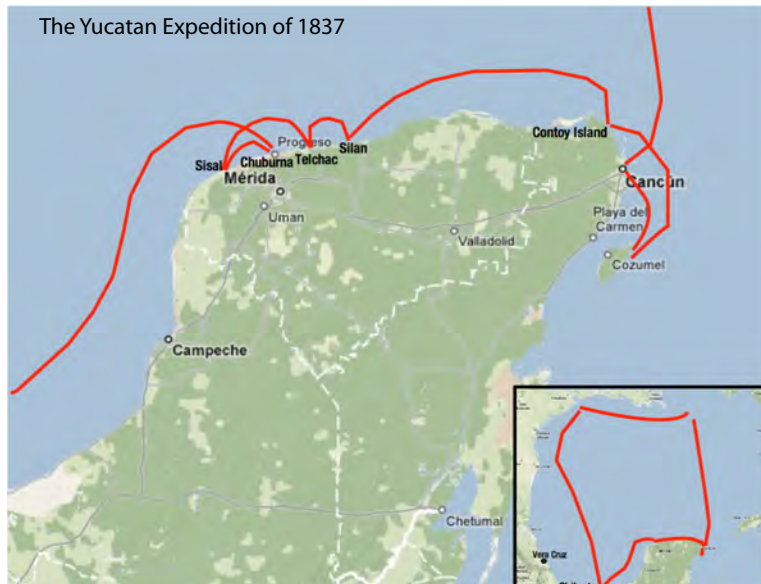 The Yucatan Expedition of 1837
Contoy Island
Progreso
Silan
Sisal
Chuburna
Telchac
Mérida
Cancún
Uman
Playa del
Carmen
Valladolid
Cozumel
Campeche
Chetumal
Vera Cruz